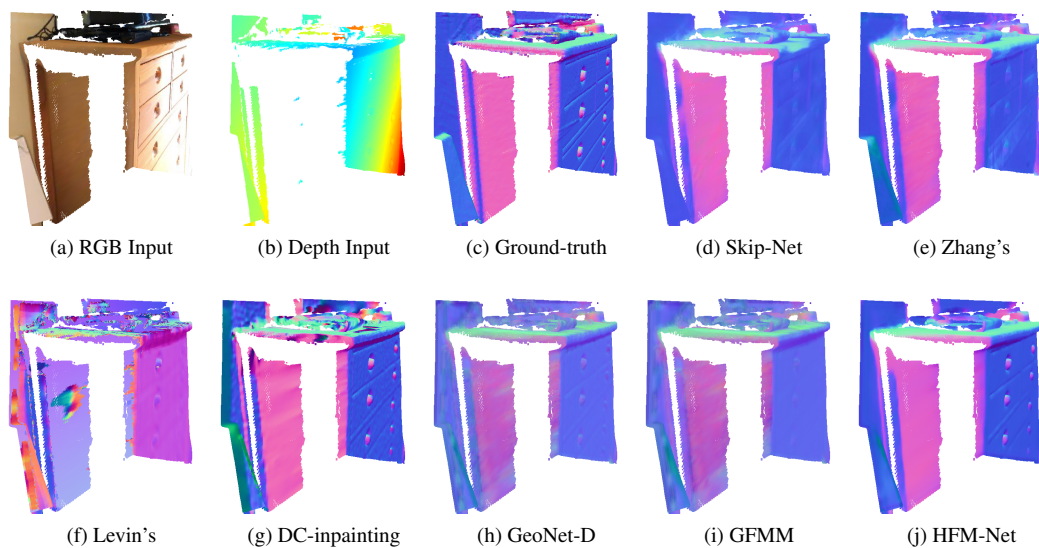 (a) RGB Input
(b) Depth Input
(c) Ground-truth
(d) Skip-Net
(e) Zhang's
(f) Levin's
(g) DC-inpainting
(h) GeoNet-D
(i) GFMM
(j) HFM-Net